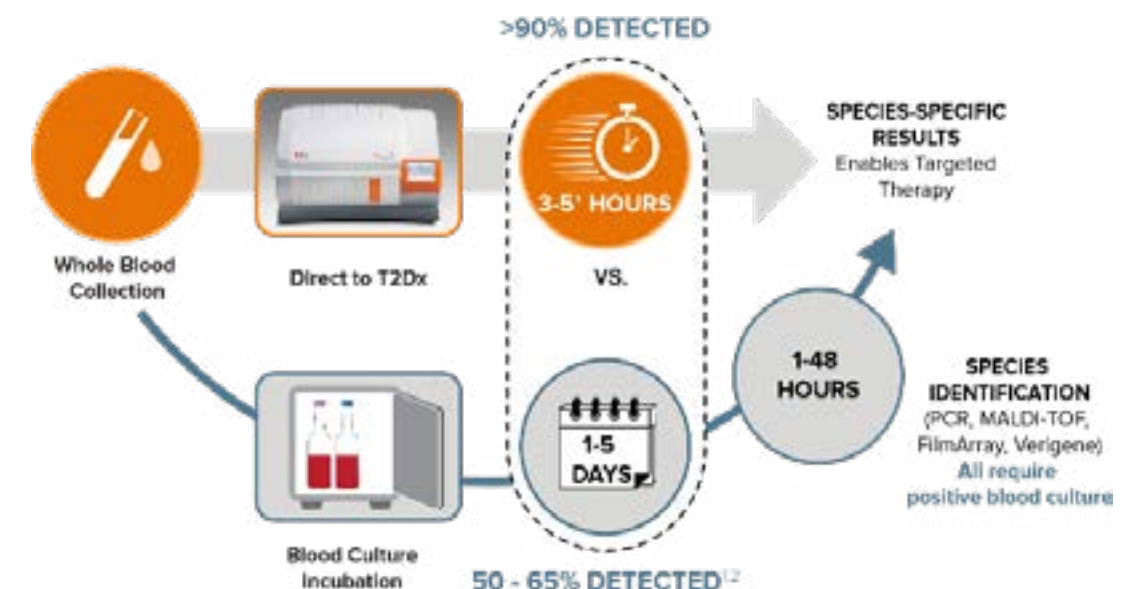 >90% DETECTED
3-5' HOURS
SPECIES-SPECIFIC
RESULTS
Enables Targeted
Therapy
Whole Blood
Collection
Direct to T2Dx
VS.
1-5
DAYS
1-48
HOURS
SPECIES
IDENTIFICATION
(PCR, MALDI-TOF,
FilmArray, Verigene)
All require
positive blood culture
Blood Culture
Incubation
50 - 65% DETECTED1,2